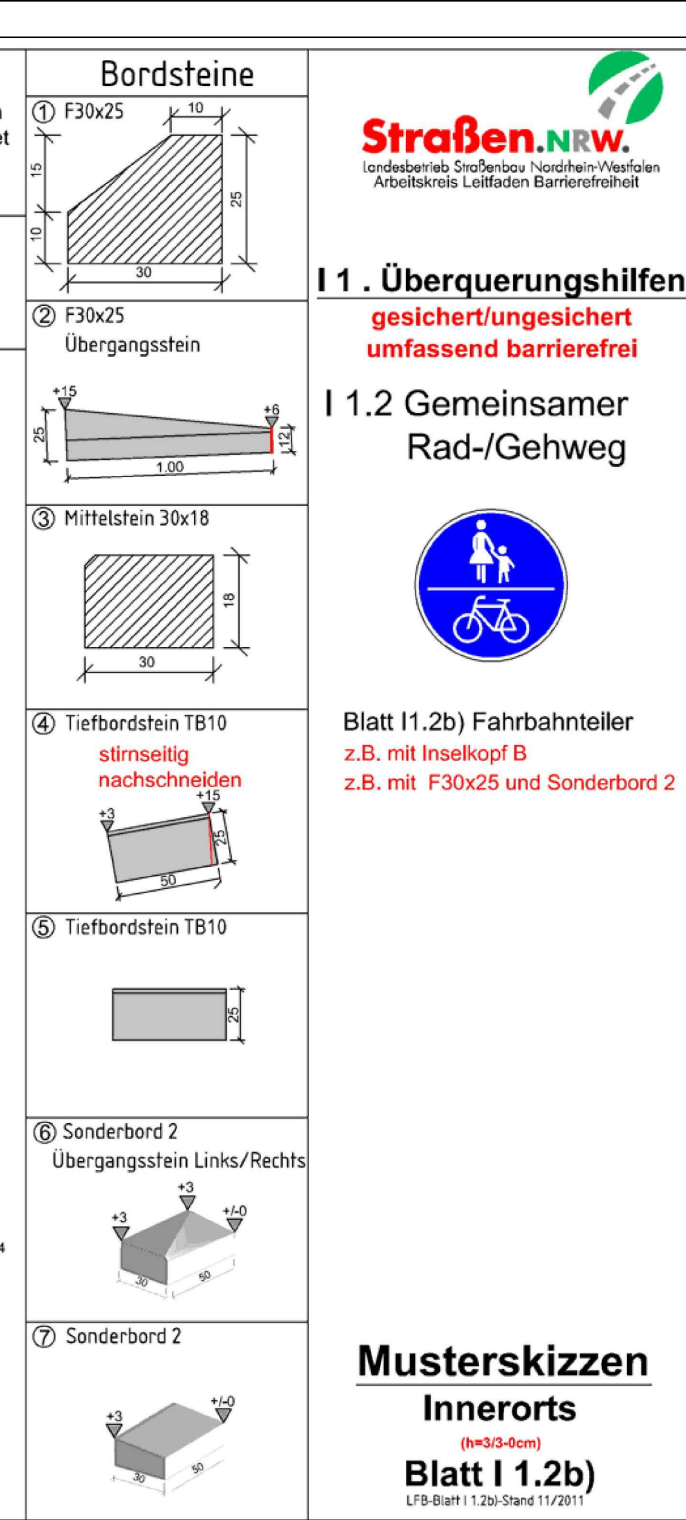 et
4
Bordsteine
① F30x25
10
15
10
25
30
② F30x25
Übergangsstein
+15
+6
25
12
1.00
③ Mittelstein 30x18
18
30
④ Tiefbordstein TB10
stirnseitig
nachschneiden
+15
+3
25
50
⑤ Tiefbordstein TB10
25
⑥ Sonderbord 2
Übergangsstein Links/Rechts
+3
+3
+/-0
30
50
⑦ Sonderbord 2
+/-0
+3
30
50
Straßen.NRW.
Landesbetrieb Straßenbau Nordrhein-Westfalen
Arbeitskreis Leitfaden Barrierefreiheit
I 1 . Überquerungshilfen
gesichert/ungesichert
umfassend barrierefrei
I 1.2 Gemeinsamer
Rad-/Gehweg
Blatt I1.2b) Fahrbahnteiler
z.B. mit Inselkopf B
z.B. mit F30x25 und Sonderbord 2
Musterskizzen
Innerorts
(h=3/3-0cm)
Blatt I 1.2b)
LFB-Blatt I 1.2b)-Stand 11/2011